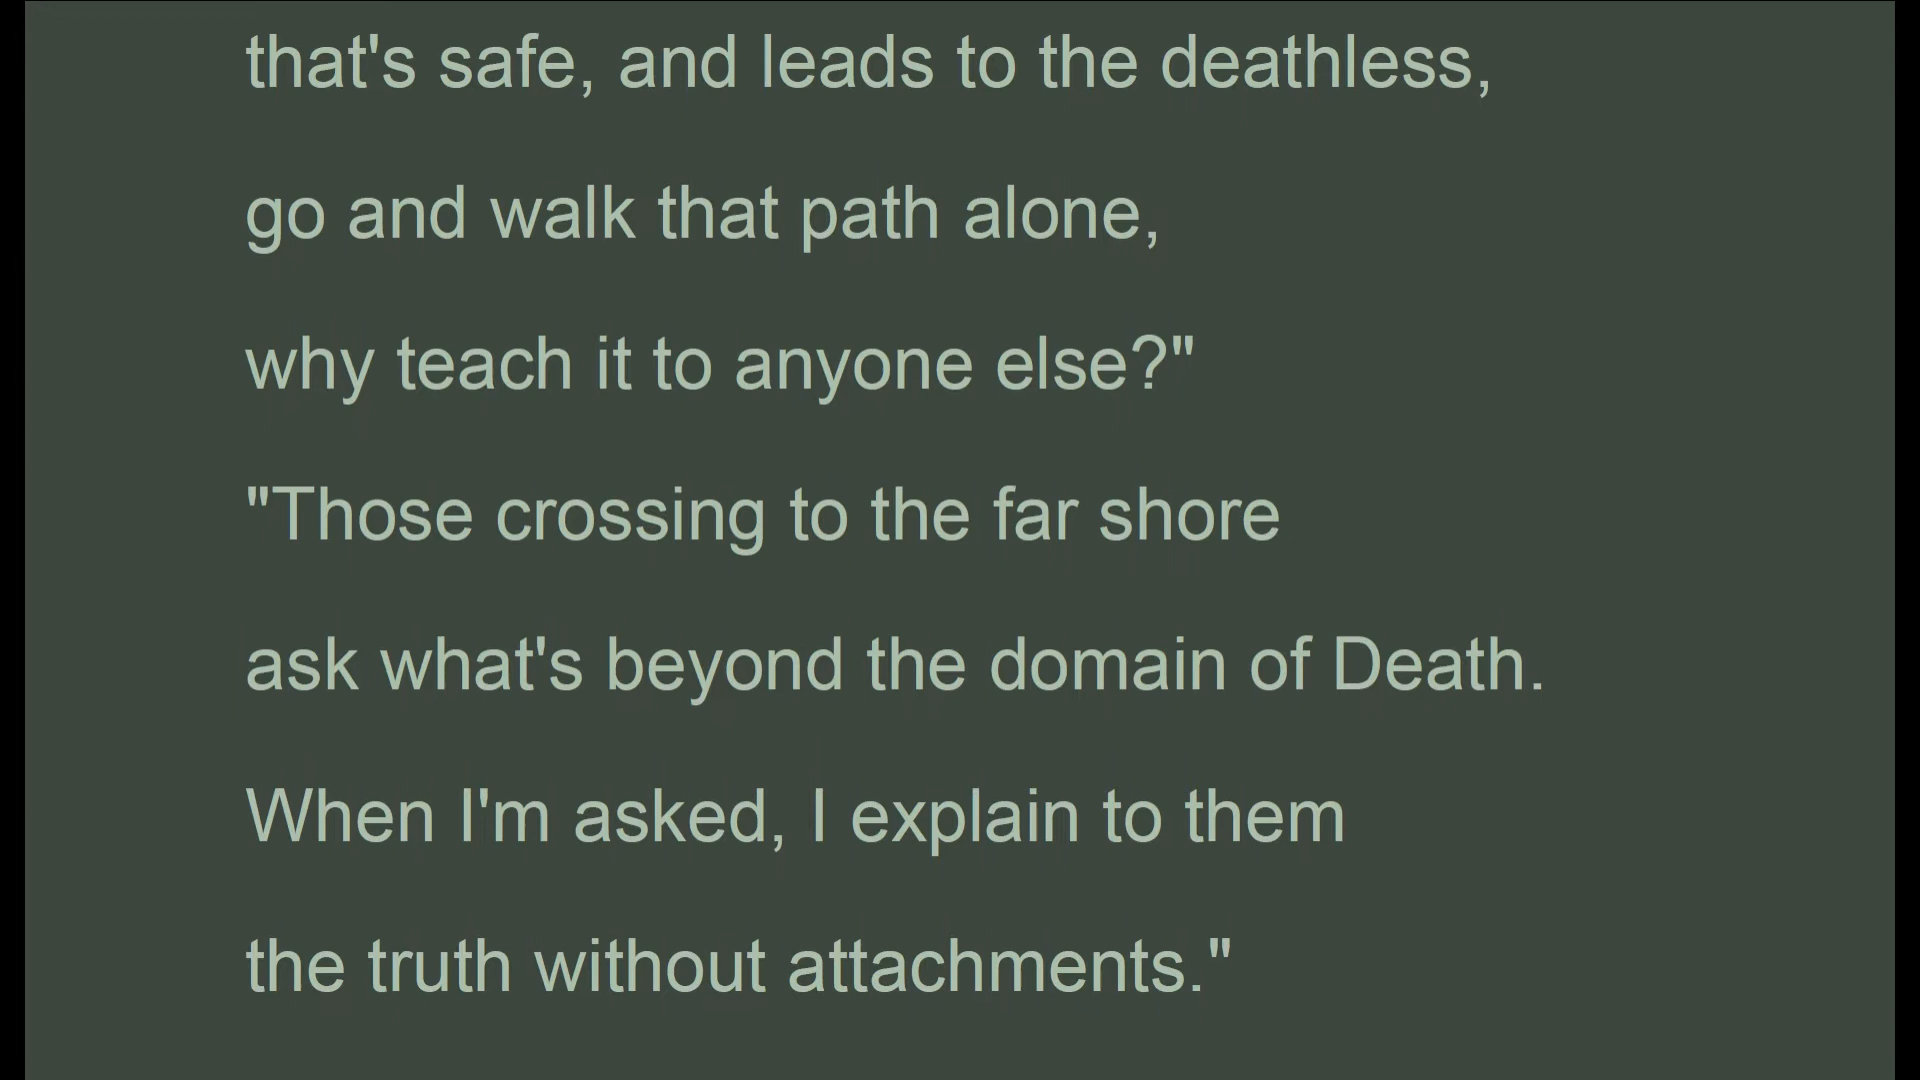 that's safe, and leads to the deathless,
go and walk that path alone,
why teach it to anyone else?"
"Those crossing to the far shore
ask what's beyond the domain of Death.
When I'm asked, I explain to them
the truth without attachments."